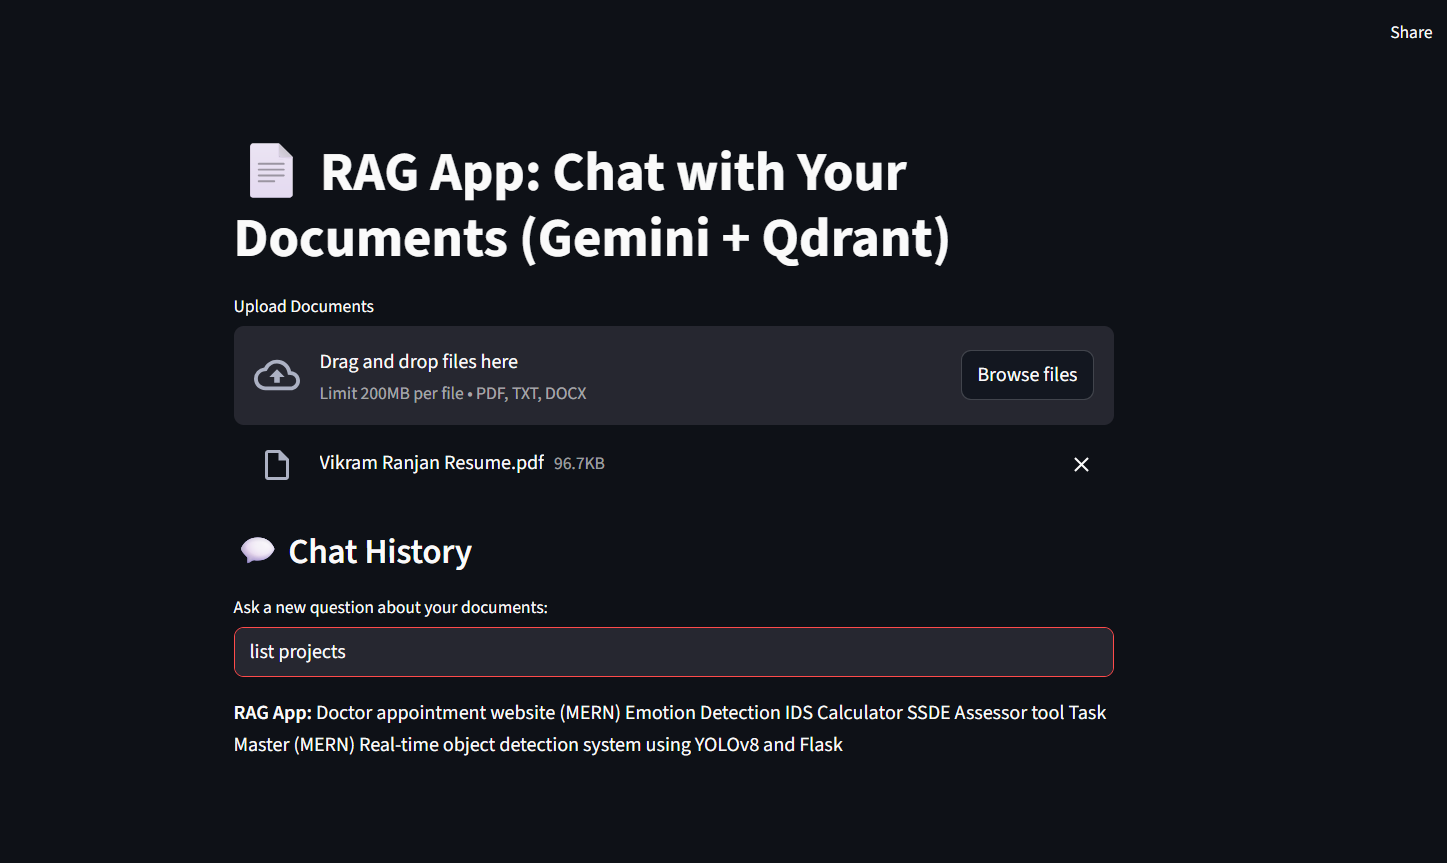 Share
RAG App: Chat with Your
Documents (Gemini + Qdrant)
Upload Documents
Drag and drop files here
Limit 200MB per file • PDF, TXT, DOCX
Browse files
Vikram Ranjan Resume.pdf 96.7KB
Chat History
Ask a new question about your documents:
list projects
RAG App: Doctor appointment website (MERN) Emotion Detection IDS Calculator SSDE Assessor tool Task
Master (MERN) Real-time object detection system using YOLOv8 and Flask